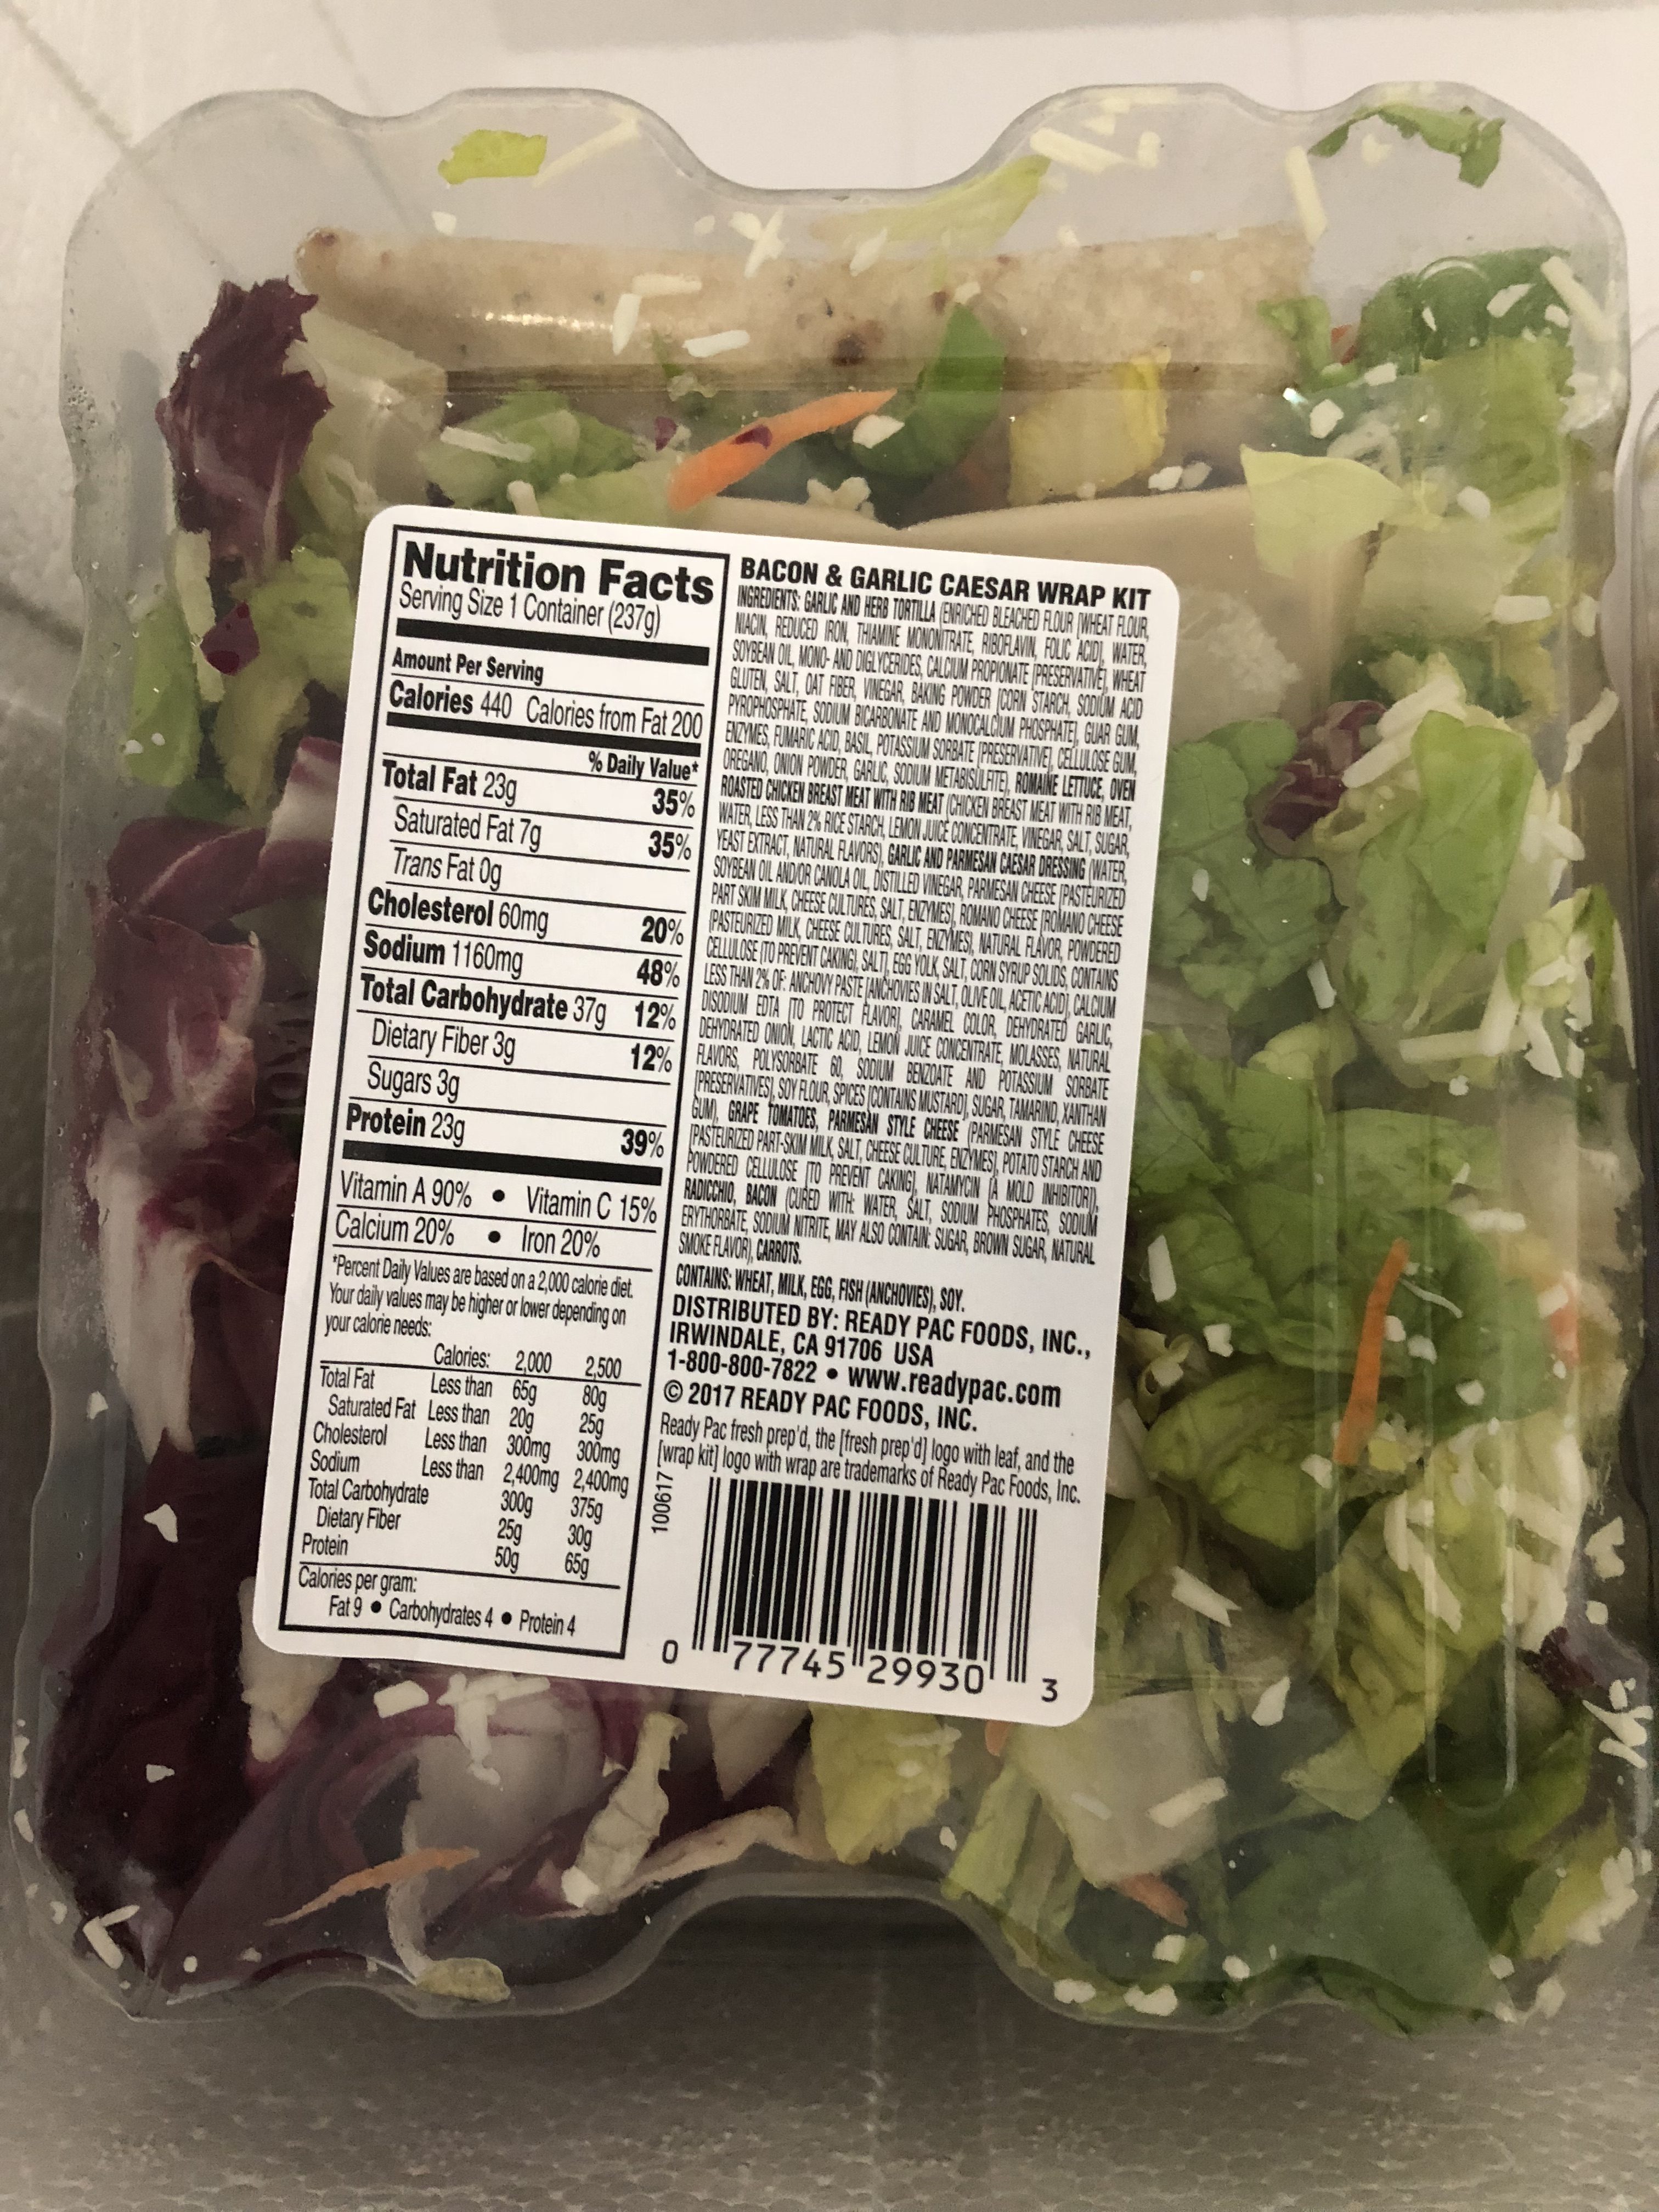 Nutrition Facts
Serving Size 1 Container (237g)
Amount Per Serving
Calories 440 Calories from Fat 200
% Daily Value*
Total Fat 23g 35%
Saturated Fat 7g 35%
Trans Fat 0g
Cholesterol 60mg 20%
Sodium 1160mg 48%
Total Carbohydrate 37g 12%
Dietary Fiber 3g 12%
Sugars 3g
Protein 23g 39%
Vitamin A 90% • Vitamin C 15%
Calcium 20% • Iron 20%
*Percent Daily Values are based on a 2,000 calorie diet.
Your daily values may be higher or lower depending on
your calorie needs:
Calories: 2,000 2,500
Total Fat Less than 65g 80g
Saturated Fat Less than 20g 25g
Cholesterol Less than 300mg 300mg
Sodium Less than 2,400mg 2,400mg
Total Carbohydrate 300g 375g
Dietary Fiber 25g 30g
Protein 50g 65g
Calories per gram:
Fat 9 • Carbohydrates 4 • Protein 4
BACON & GARLIC CAESAR WRAP KIT
INGREDIENTS: GARLIC AND HERB TORTILLA (ENRICHED BLEACHED FLOUR [WHEAT FLOUR,
NIACIN, REDUCED IRON, THIAMINE MONONITRATE, RIBOFLAVIN, FOLIC ACID], WATER,
SOYBEAN OIL, MONO- AND DIGLYCERIDES, CALCIUM PROPIONATE [PRESERVATIVE], WHEAT
GLUTEN, SALT, OAT FIBER, VINEGAR, BAKING POWDER [CORN STARCH, SODIUM ACID
PYROPHOSPHATE, SODIUM BICARBONATE AND MONOCALCIUM PHOSPHATE], GUAR GUM,
ENZYMES, FUMARIC ACID, BASIL, POTASSIUM SORBATE [PRESERVATIVE], CELLULOSE GUM,
OREGANO, ONION POWDER, GARLIC, SODIUM METABISULFITE), ROMAINE LETTUCE, OVEN
ROASTED CHICKEN BREAST MEAT WITH RIB MEAT (CHICKEN BREAST MEAT WITH RIB MEAT,
WATER, LESS THAN 2% RICE STARCH, LEMON JUICE CONCENTRATE, VINEGAR, SALT, SUGAR,
YEAST EXTRACT, NATURAL FLAVORS), GARLIC AND PARMESAN CAESAR DRESSING (WATER,
SOYBEAN OIL AND/OR CANOLA OIL, DISTILLED VINEGAR, PARMESAN CHEESE [PASTEURIZED
PART SKIM MILK, CHEESE CULTURES, SALT, ENZYMES], ROMANO CHEESE [ROMANO CHEESE
(PASTEURIZED MILK, CHEESE CULTURES, SALT, ENZYMES), NATURAL FLAVOR, POWDERED
CELLULOSE (TO PREVENT CAKING), SALT], EGG YOLK, SALT, CORN SYRUP SOLIDS, CONTAINS
LESS THAN 2% OF: ANCHOVY PASTE [ANCHOVIES IN SALT, OLIVE OIL, ACETIC ACID], CALCIUM
DISODIUM EDTA [TO PROTECT FLAVOR], CARAMEL COLOR, DEHYDRATED GARLIC,
DEHYDRATED ONION, LACTIC ACID, LEMON JUICE CONCENTRATE, MOLASSES, NATURAL
FLAVORS, POLYSORBATE 60, SODIUM BENZOATE AND POTASSIUM SORBATE
[PRESERVATIVES], SOY FLOUR, SPICES [CONTAINS MUSTARD], SUGAR, TAMARIND, XANTHAN
GUM), GRAPE TOMATOES, PARMESAN STYLE CHEESE (PARMESAN STYLE CHEESE
[PASTEURIZED PART-SKIM MILK, SALT, CHEESE CULTURE, ENZYMES], POTATO STARCH AND
POWDERED CELLULOSE [TO PREVENT CAKING], NATAMYCIN [A MOLD INHIBITOR]),
RADICCHIO, BACON (CURED WITH: WATER, SALT, SODIUM PHOSPHATES, SODIUM
ERYTHORBATE, SODIUM NITRITE, MAY ALSO CONTAIN: SUGAR, BROWN SUGAR, NATURAL
SMOKE FLAVOR), CARROTS.
CONTAINS: WHEAT, MILK, EGG, FISH (ANCHOVIES), SOY.
DISTRIBUTED BY: READY PAC FOODS, INC.,
IRWINDALE, CA 91706 USA
1-800-800-7822 • www.readypac.com
© 2017 READY PAC FOODS, INC.
Ready Pac fresh prep'd, the [fresh prep'd] logo with leaf, and the
[wrap kit] logo with wrap are trademarks of Ready Pac Foods, Inc.
100617
0 77745 29930 3